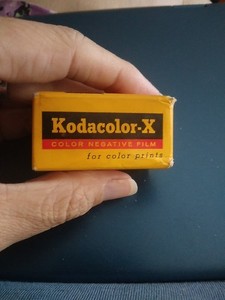 Kodacolor-X
COLOR NEGATIVE FILM
for color prints